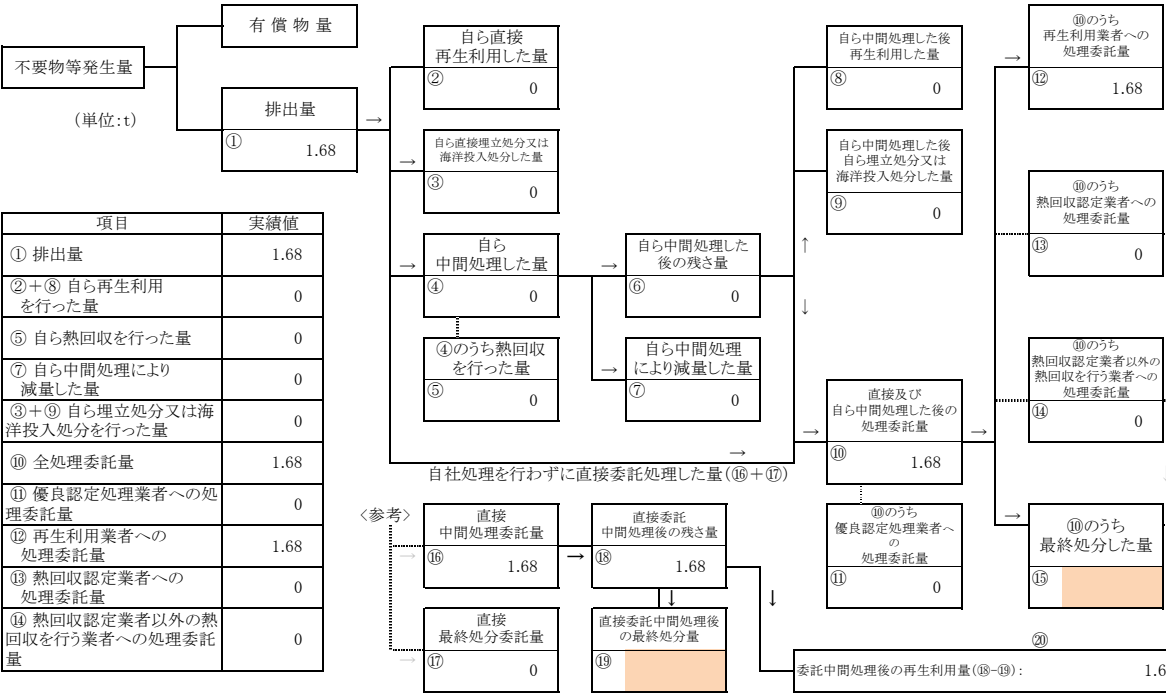 有 償 物 量
不要物等発生量
(単位:t)
排出量
①
1.68
→
自ら直接
再生利用した量
②
0
→
自ら直接埋立処分又は
海洋投入処分した量
③
0
→
自ら
中間処理した量
④
0
④のうち熱回収
を行った量
⑤
0
→
自ら中間処理した
後の残さ量
⑥
0
→
自ら中間処理
により減量した量
⑦
0
自ら中間処理した後
再生利用した量
⑧
0
自ら中間処理した後
自ら埋立処分又は
海洋投入処分した量
⑨
0
↑
↓
→
自社処理を行わずに直接委託処理した量(⑯+⑰)
→
直接及び
自ら中間処理した後の
処理委託量
⑩
1.68
→
⑩のうち
優良認定処理業者へ
の
処理委託量
⑪
0
→
⑩のうち
再生利用業者への
処理委託量
⑫
1.68
⑩のうち
熱回収認定業者への
処理委託量
⑬
0
⑩のうち
熱回収認定業者以外の
熱回収を行う業者への
処理委託量
⑭
0
→
⑩のうち
最終処分した量
⑮
項目 実績値
① 排出量 1.68
②+⑧ 自ら再生利用
を行った量 0
⑤ 自ら熱回収を行った量 0
⑦ 自ら中間処理により
減量した量 0
③+⑨ 自ら埋立処分又は海
洋投入処分を行った量 0
⑩ 全処理委託量 1.68
⑪ 優良認定処理業者への処
理委託量 0
⑫ 再生利用業者への
処理委託量 1.68
⑬ 熱回収認定業者への
処理委託量 0
⑭ 熱回収認定業者以外の熱
回収を行う業者への処理委託
量 0
〈参考〉
→
直接
中間処理委託量
⑯
1.68
→
直接委託
中間処理後の残さ量
⑱
1.68
→
直接
最終処分委託量
⑰
0
↓
直接委託中間処理後
の最終処分量
⑲
↓
⑳
委託中間処理後の再生利用量(⑱-⑲): 1.6